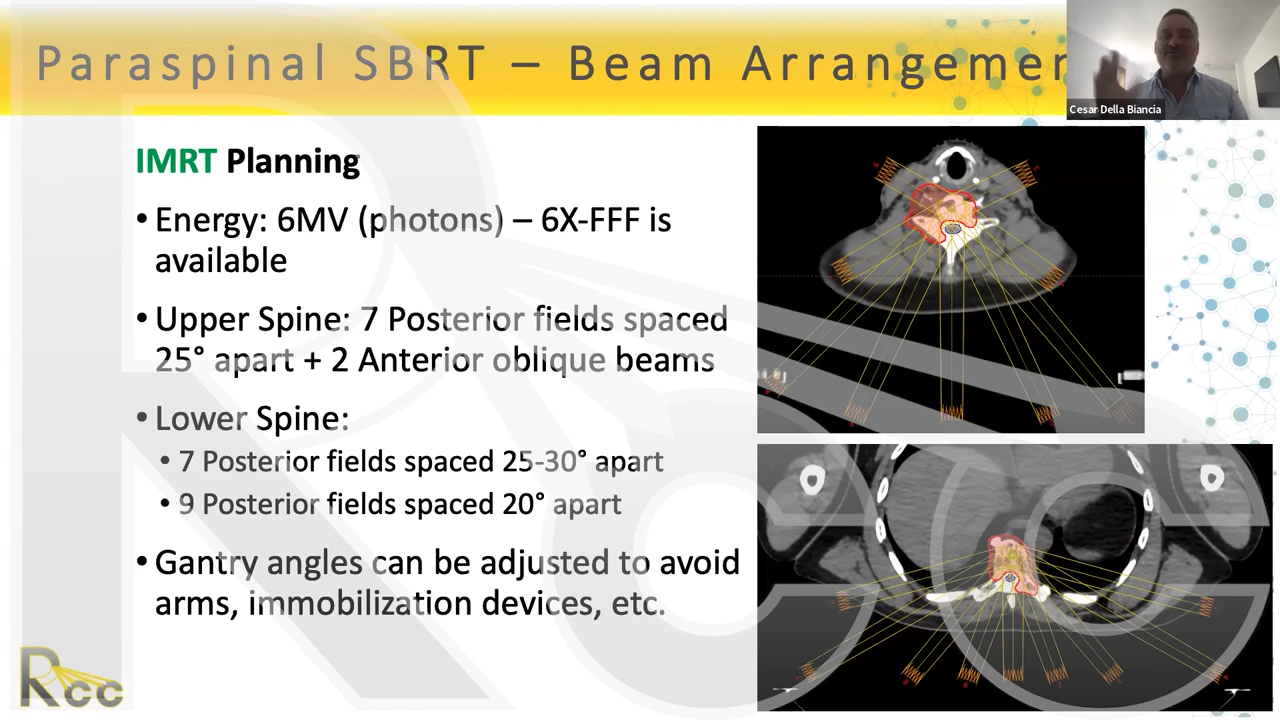 Paraspinal SBRT – Beam Arrangemen
Cesar Della Biancia
IMRT Planning
• Energy: 6MV (photons) – 6X-FFF is
available
• Upper Spine: 7 Posterior fields spaced
25° apart + 2 Anterior oblique beams
• Lower Spine:
• 7 Posterior fields spaced 25-30° apart
• 9 Posterior fields spaced 20° apart
• Gantry angles can be adjusted to avoid
arms, immobilization devices, etc.
Rcc